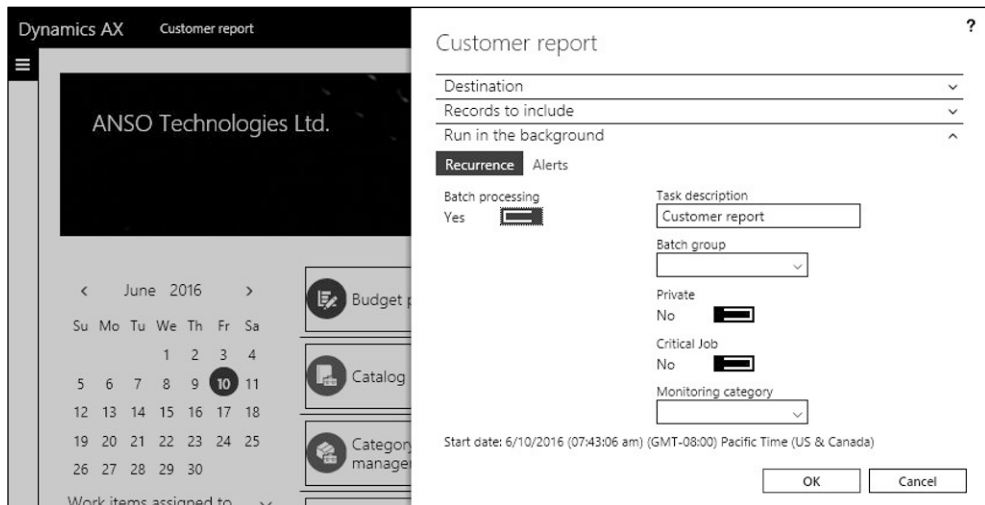 Dynamics AX Customer report
ANSO Technologies Ltd.
June 2016
Su Mo Tu We Th Fr Sa
1 2 3 4
5 6 7 8 9 10 11
12 13 14 15 16 17 18
19 20 21 22 23 24 25
26 27 28 29 30
Work items assigned to
Budget p
Catalog
Category
manage
?
Customer report
Destination
Records to include
Run in the background
Recurrence Alerts
Batch processing
Yes
Task description
Customer report
Batch group
Private
No
Critical Job
No
Monitoring category
Start date: 6/10/2016 (07:43:06 am) (GMT-08:00) Pacific Time (US & Canada)
OK Cancel